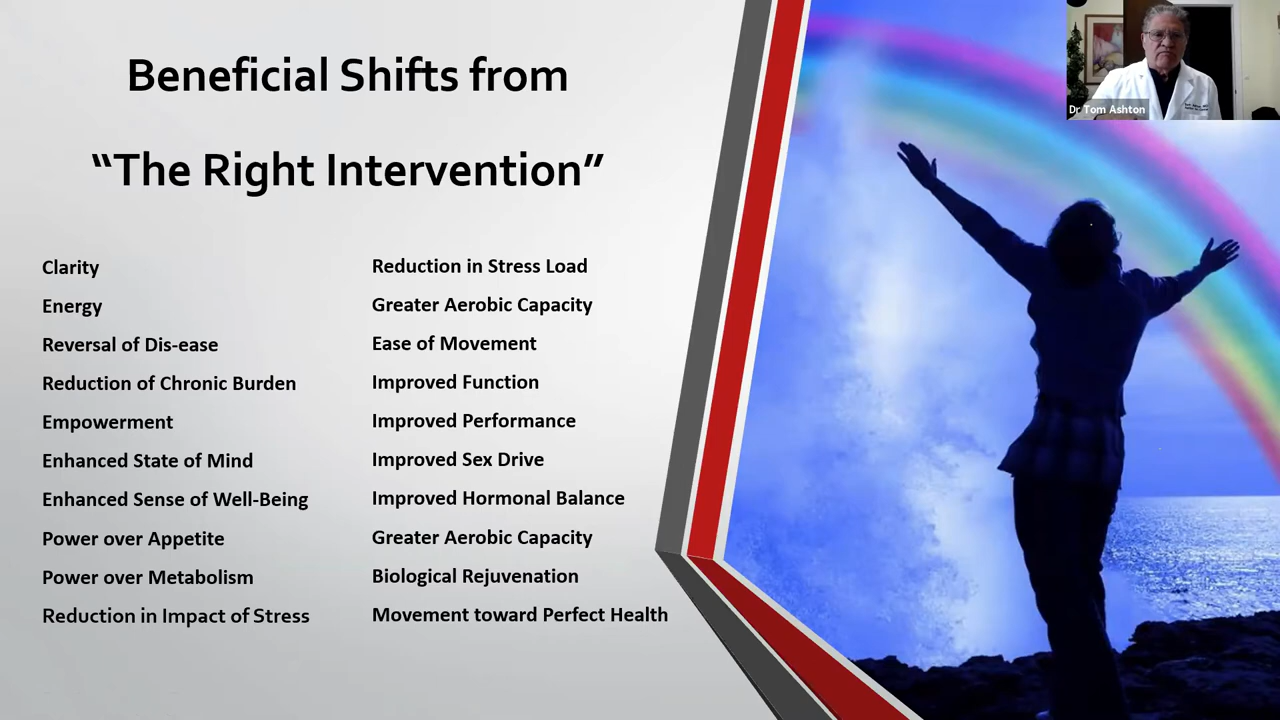 Beneficial Shifts from
“The Right Intervention”
Clarity
Energy
Reversal of Dis-ease
Reduction of Chronic Burden
Empowerment
Enhanced State of Mind
Enhanced Sense of Well-Being
Power over Appetite
Power over Metabolism
Reduction in Impact of Stress
Reduction in Stress Load
Greater Aerobic Capacity
Ease of Movement
Improved Function
Improved Performance
Improved Sex Drive
Improved Hormonal Balance
Greater Aerobic Capacity
Biological Rejuvenation
Movement toward Perfect Health
Dr Tom Ashton